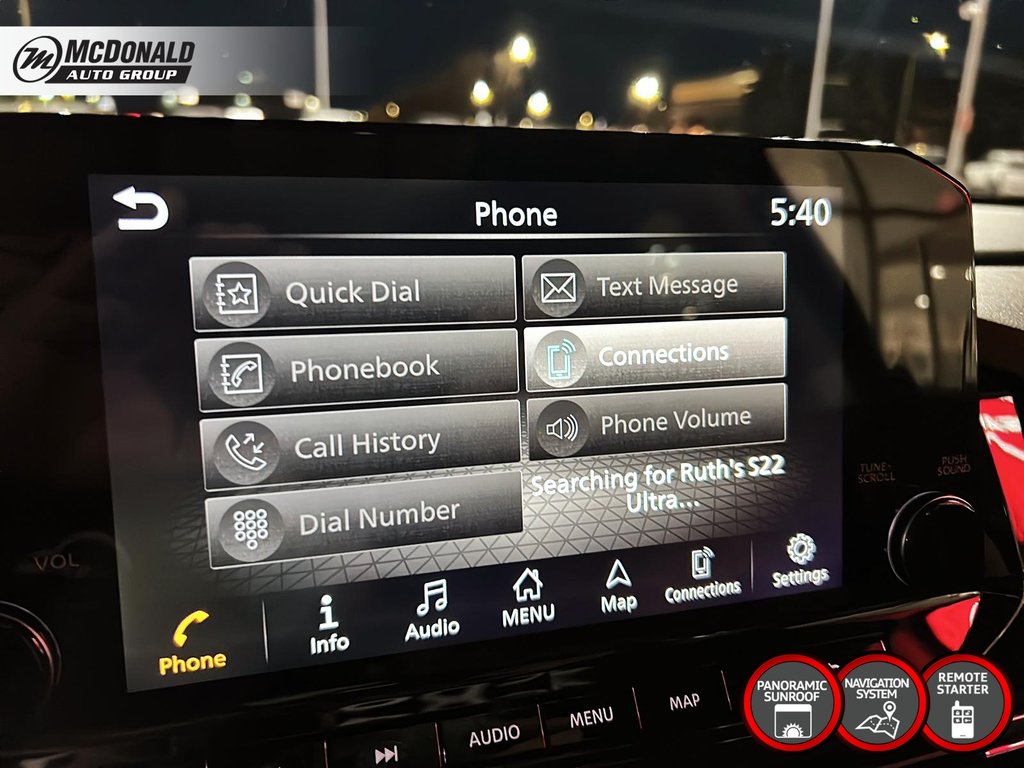 McDONALD
AUTO GROUP
Phone
5:40
Quick Dial
Text Message
Phonebook
Connections
Call History
Phone Volume
Dial Number
Searching for Ruth's S22
Ultra...
TUNE-
SCROLL
PUSH
SOUND
VOL
Phone
Info
Audio
MENU
Map
Connections
Settings
AUDIO
MENU
MAP
PANORAMIC
SUNROOF
NAVIGATION
SYSTEM
REMOTE
STARTER